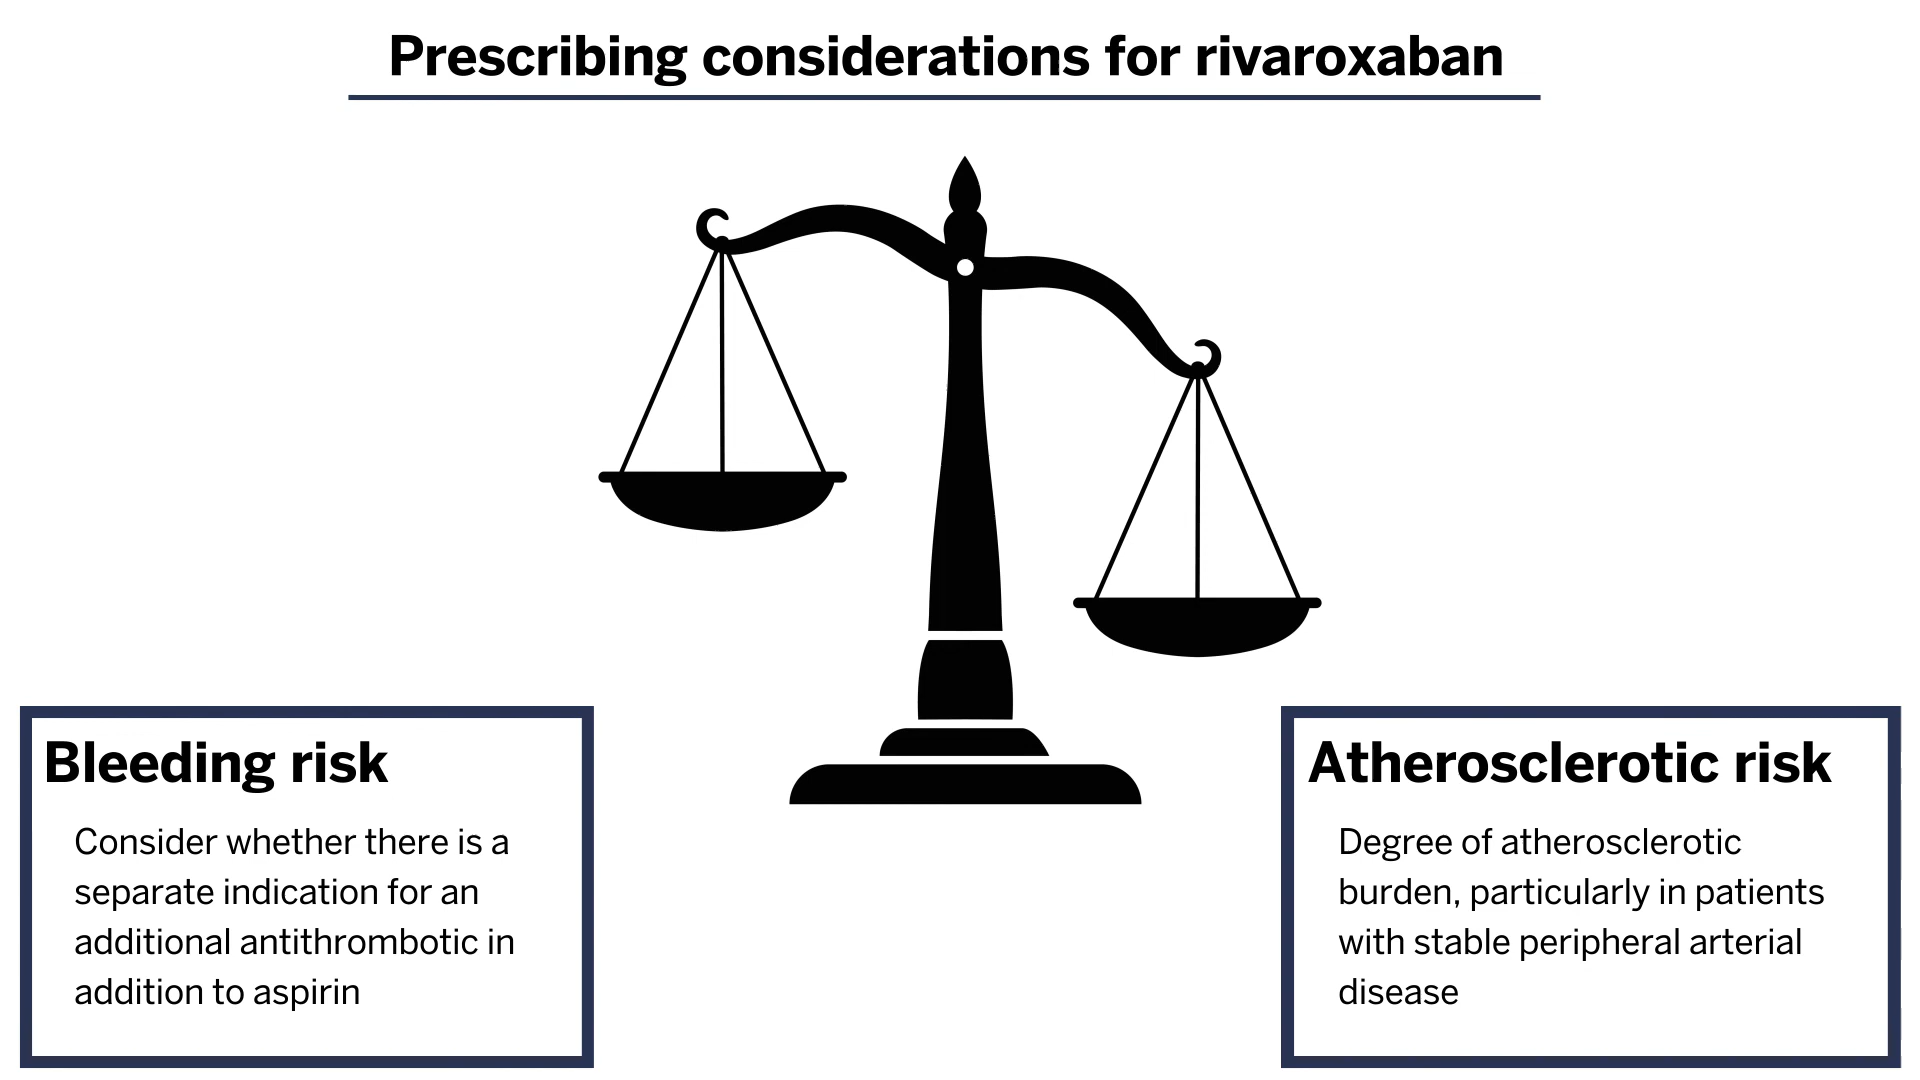 Prescribing considerations for rivaroxaban
Bleeding risk
Consider whether there is a
separate indication for an
additional antithrombotic in
addition to aspirin
Atherosclerotic risk
Degree of atherosclerotic
burden, particularly in patients
with stable peripheral arterial
disease